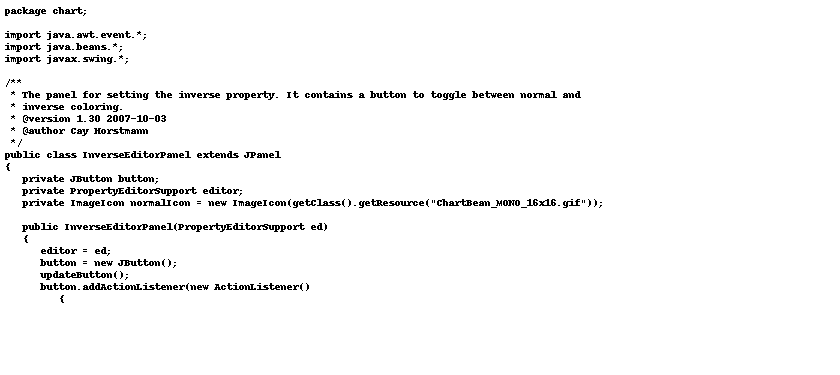 package chart;

import java.awt.event.*;
import java.beans.*;
import javax.swing.*;

/**
 * The panel for setting the inverse property. It contains a button to toggle between normal and
 * inverse coloring.
 * @version 1.30 2007-10-03
 * @author Cay Horstmann
 */
public class InverseEditorPanel extends JPanel
{
   private JButton button;
   private PropertyEditorSupport editor;
   private ImageIcon normalIcon = new ImageIcon(getClass().getResource("ChartBean_MONO_16x16.gif"));

   public InverseEditorPanel(PropertyEditorSupport ed)
   {
      editor = ed;
      button = new JButton();
      updateButton();
      button.addActionListener(new ActionListener()
         {